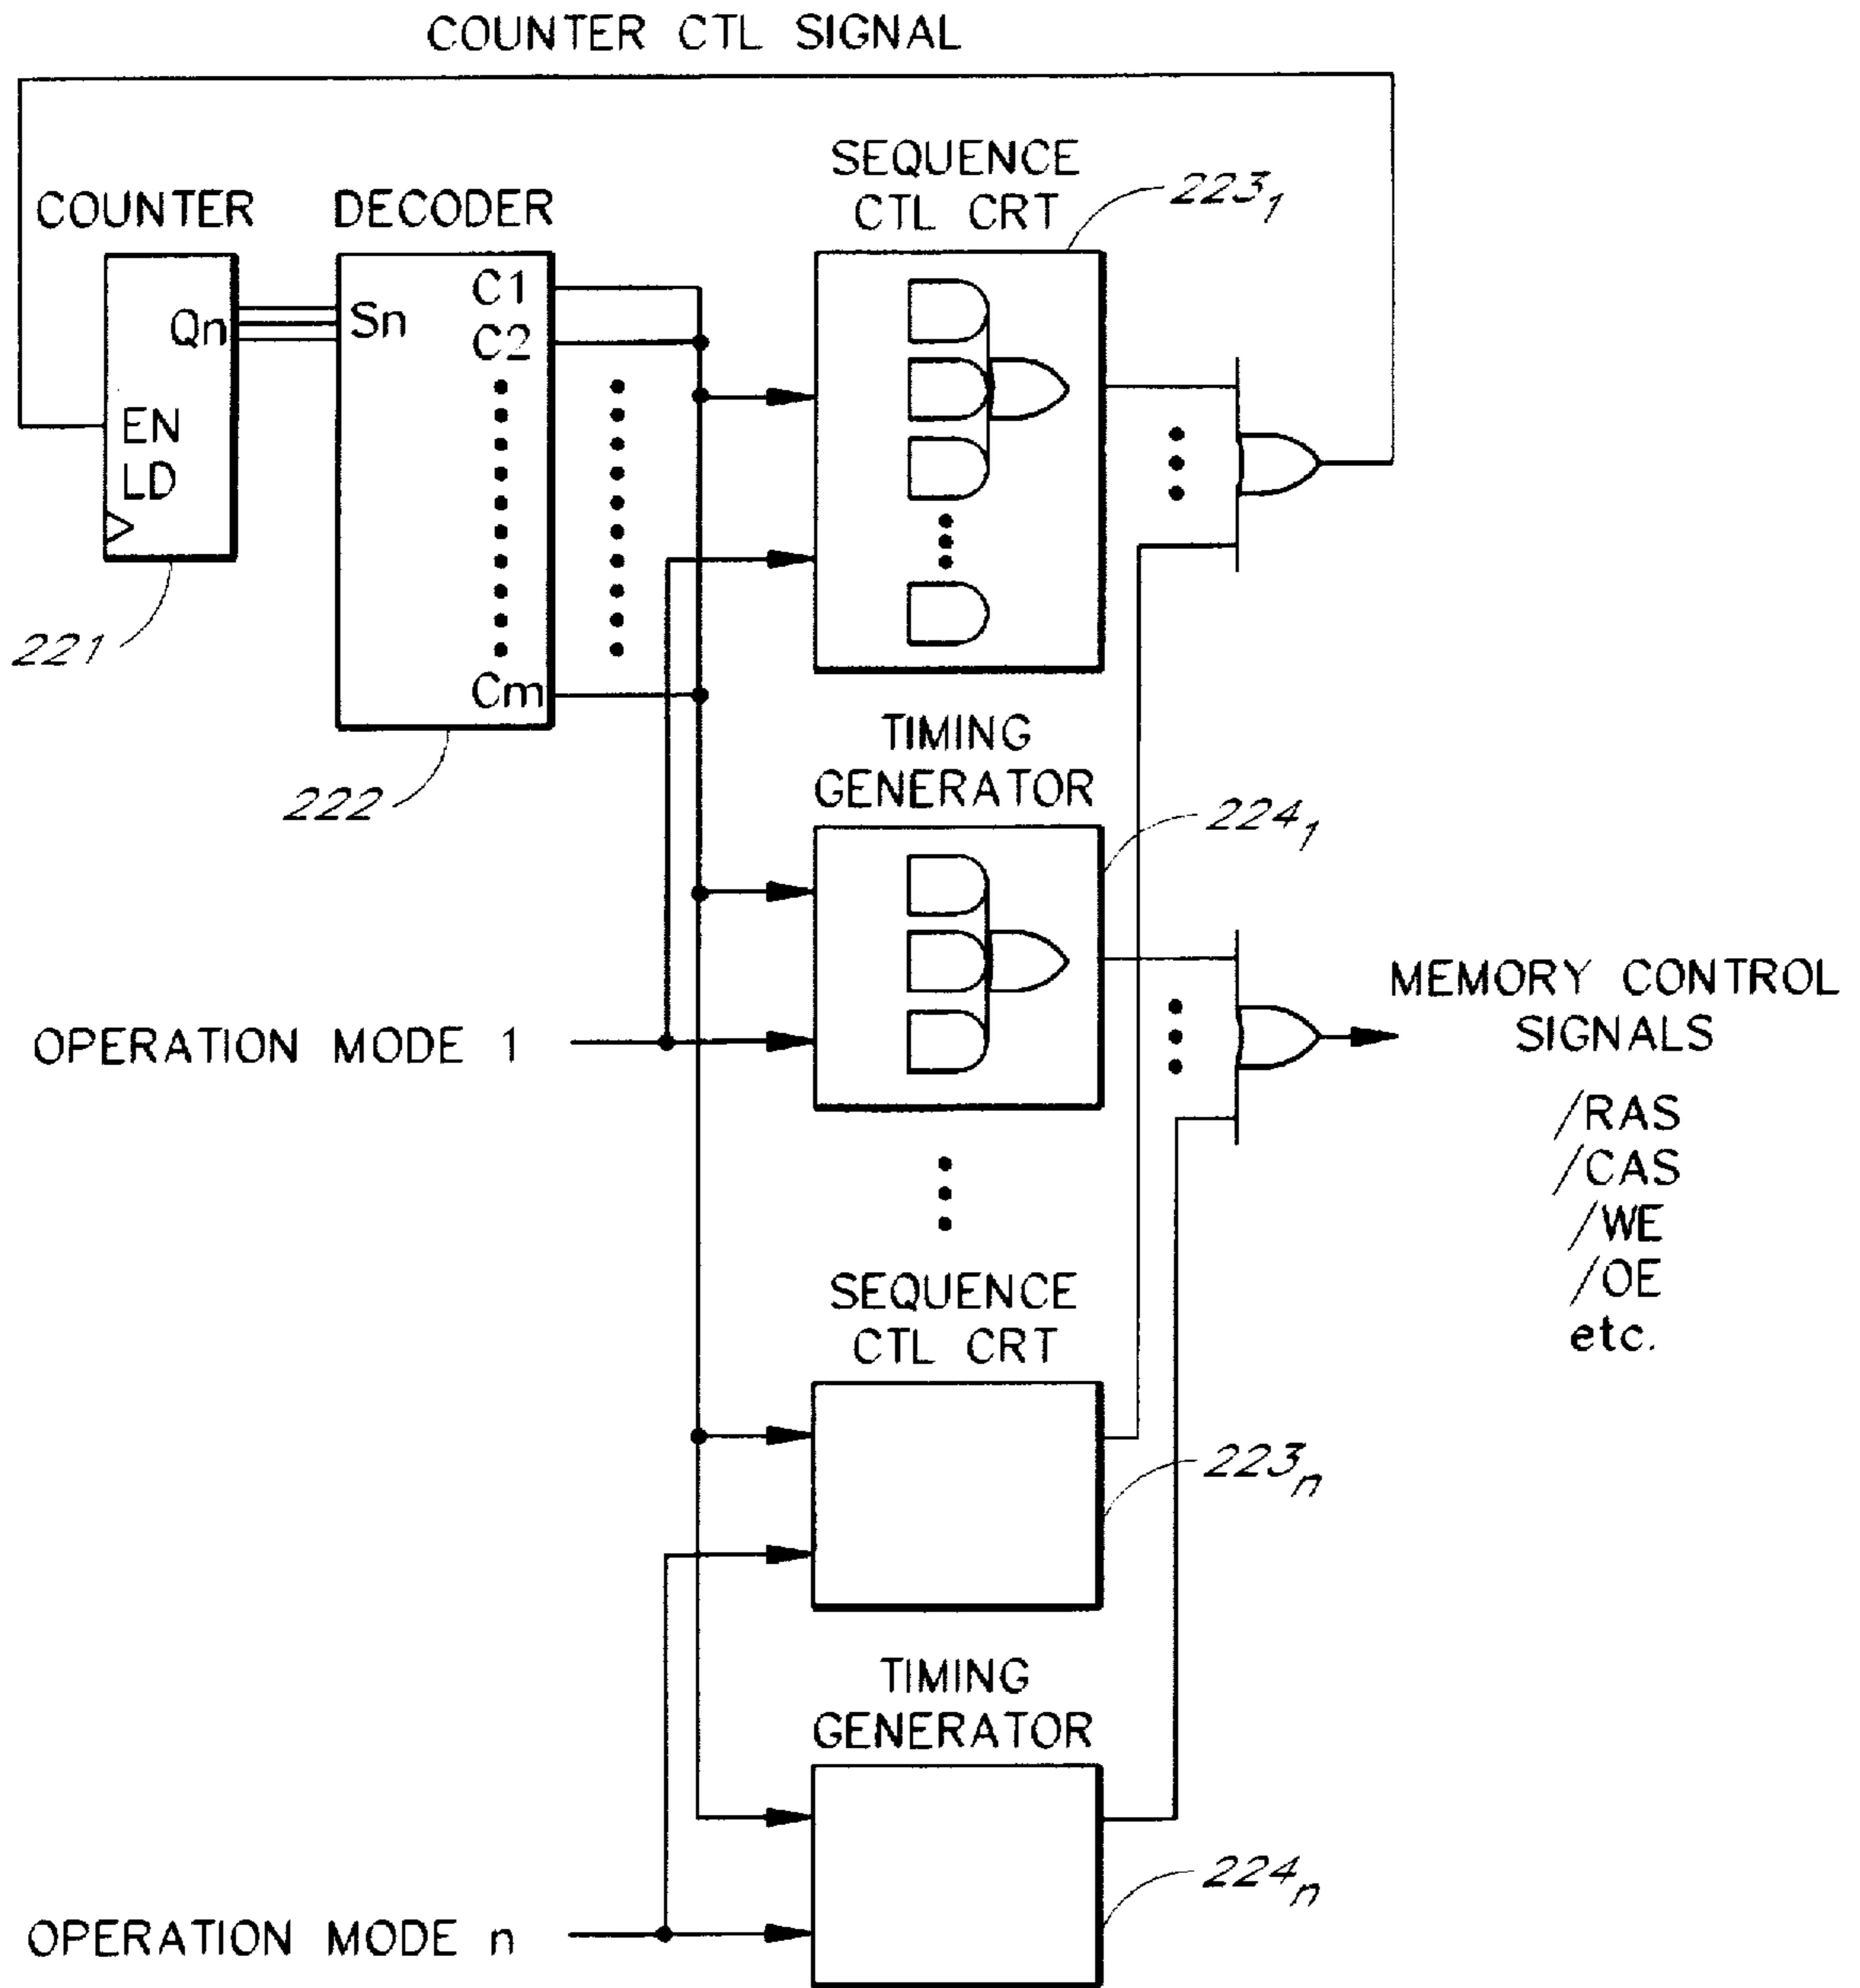 COUNTER CTL SIGNAL
SEQUENCE
CTL CRT
223₁
COUNTER
DECODER
Qn
EN
LD
Sn
C1
C2
Cm
221
222
TIMING
GENERATOR
224₁
OPERATION MODE 1
MEMORY CONTROL
SIGNALS
/RAS
/CAS
/WE
/OE
etc.
SEQUENCE
CTL CRT
223ₙ
TIMING
GENERATOR
224ₙ
OPERATION MODE n